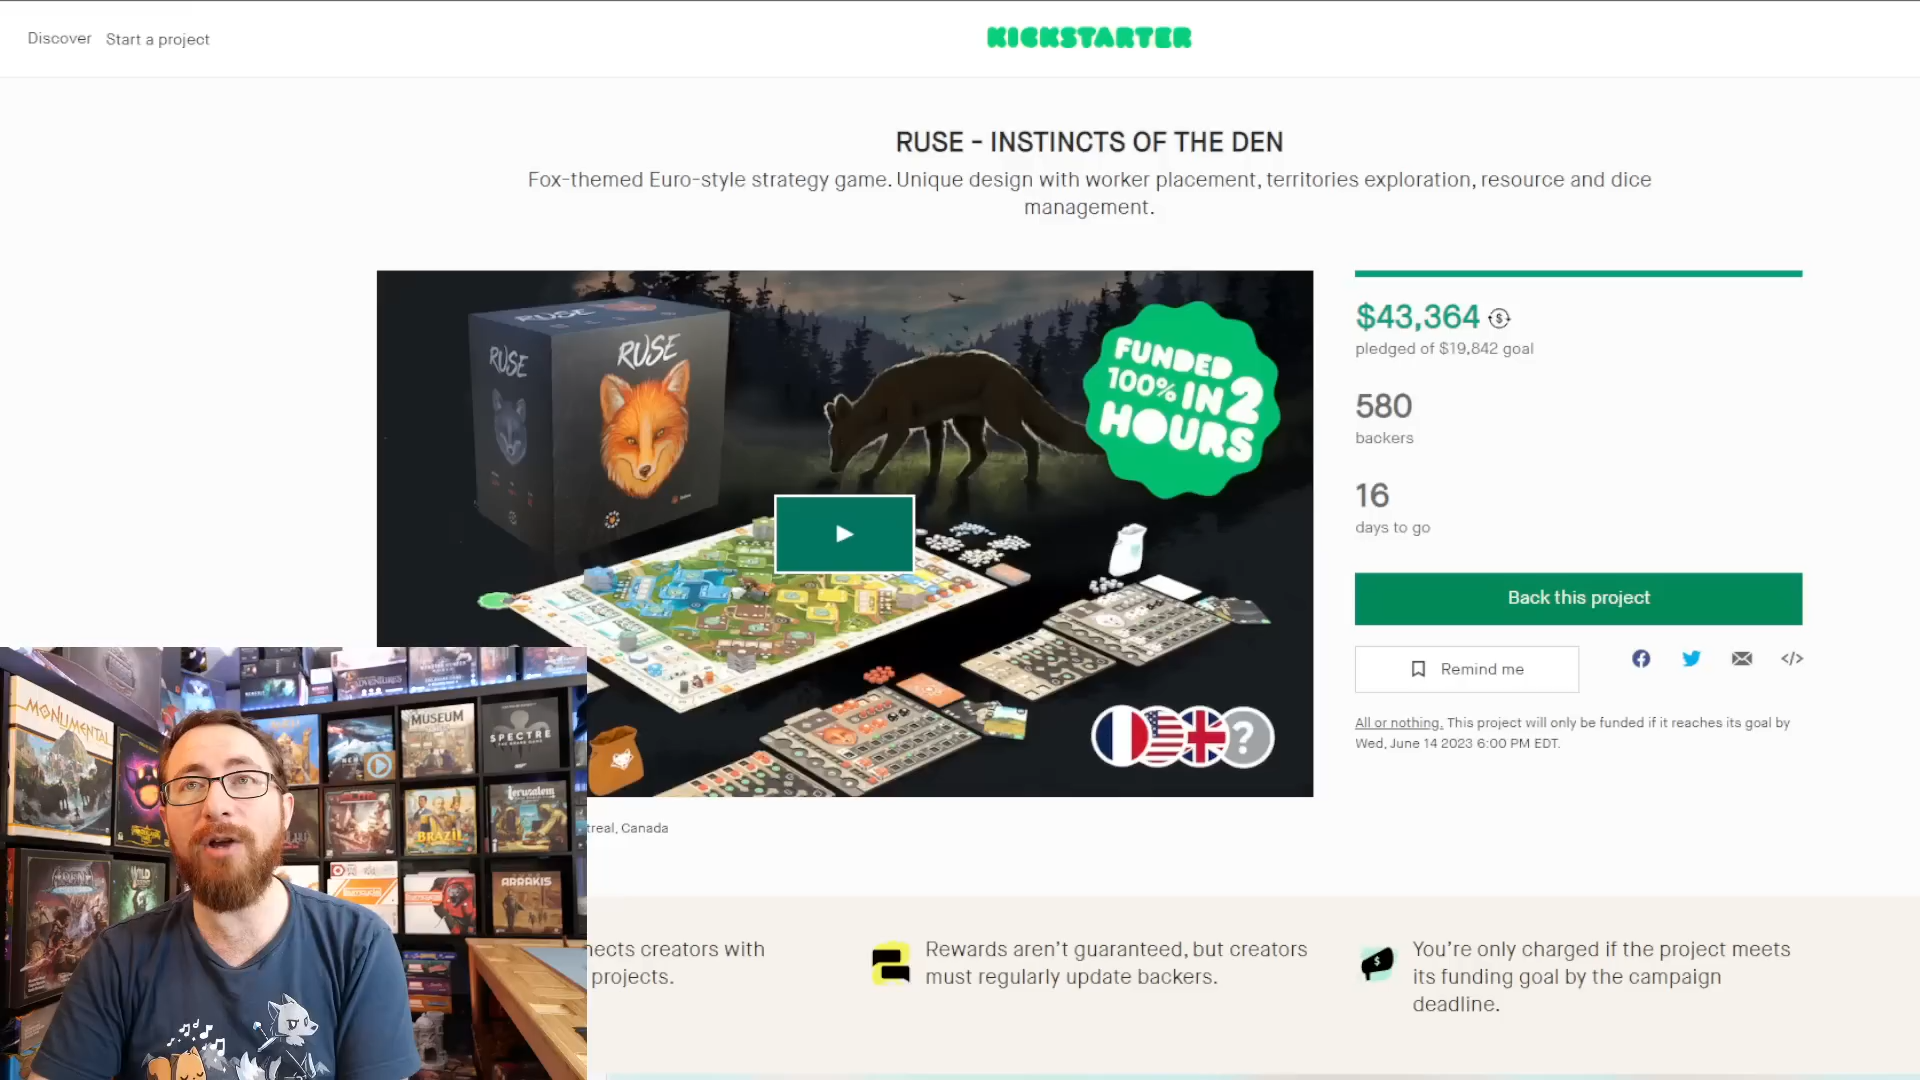 Discover Start a project
KICKSTARTER
RUSE - INSTINCTS OF THE DEN
Fox-themed Euro-style strategy game. Unique design with worker placement, territories exploration, resource and dice
management.
RUSE
RUSE
RUSE
FUNDED
100% IN 2
HOURS
?
$43,364
pledged of $19,842 goal
580
backers
16
days to go
Back this project
Remind me
</>
All or nothing. This project will only be funded if it reaches its goal by
Wed, June 14 2023 6:00 PM EDT.
treal, Canada
MONUMENTAL
MUSEUM
SPECTRE
BRAZIL
Jerusalem
WILD
ARRAKIS
nects creators with
projects.
Rewards aren't guaranteed, but creators
must regularly update backers.
You're only charged if the project meets
its funding goal by the campaign
deadline.